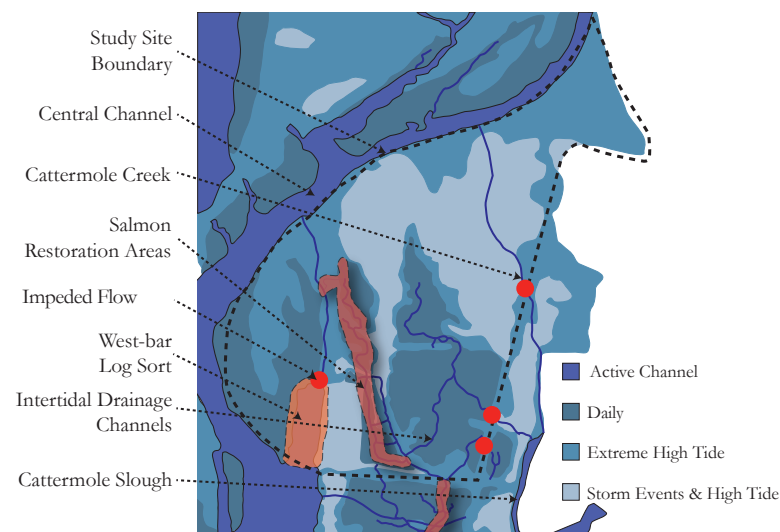 Study Site
Boundary
Central Channel
Cattermole Creek
Salmon
Restoration Areas
Impeded Flow
West-bar
Log Sort
Intertidal Drainage
Channels
Cattermole Slough
Active Channel
Daily
Extreme High Tide
Storm Events & High Tide